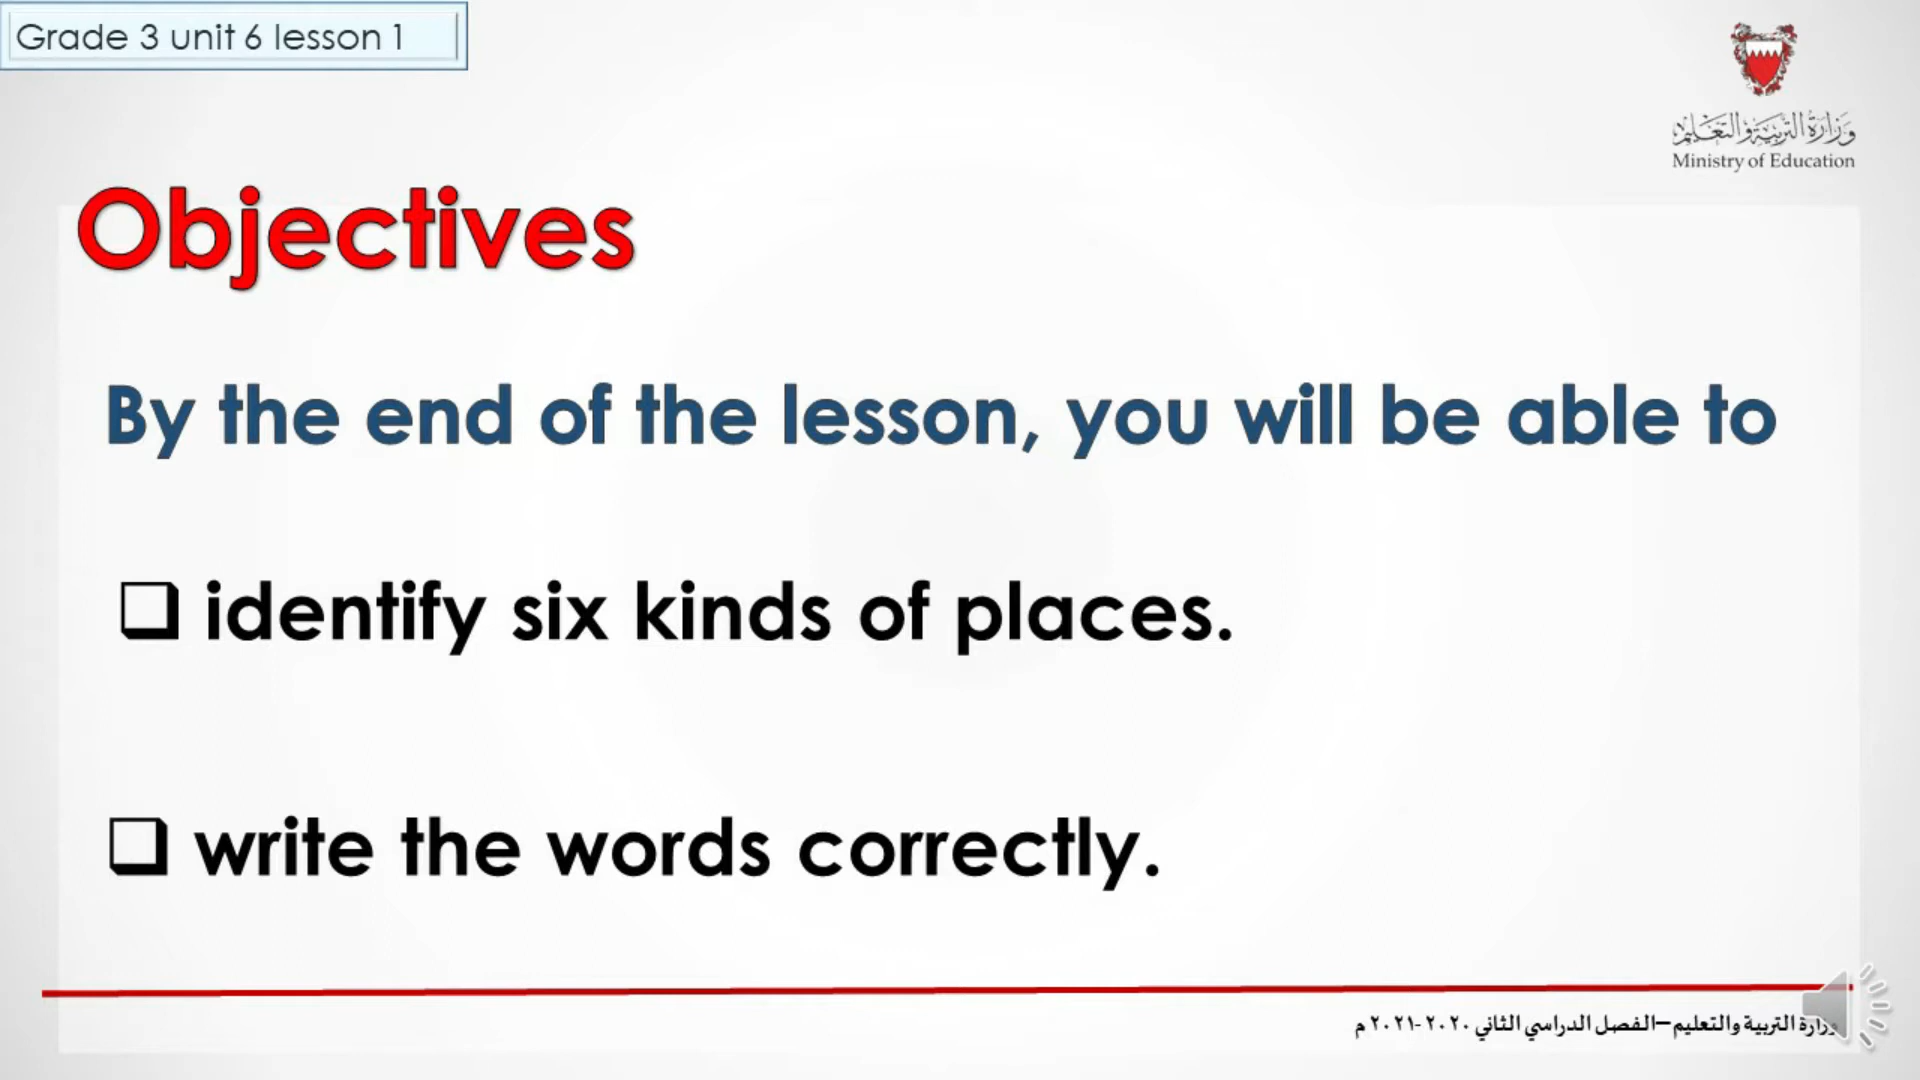 Grade 3 unit 6 lesson 1
وزارة التربية والتعليم
Ministry of Education
Objectives
By the end of the lesson, you will be able to
❑ identify six kinds of places.
❑ write the words correctly.
وزارة التربية والتعليم–الفصل الدراسي الثاني ٢٠٢٠-٢٠٢١ م